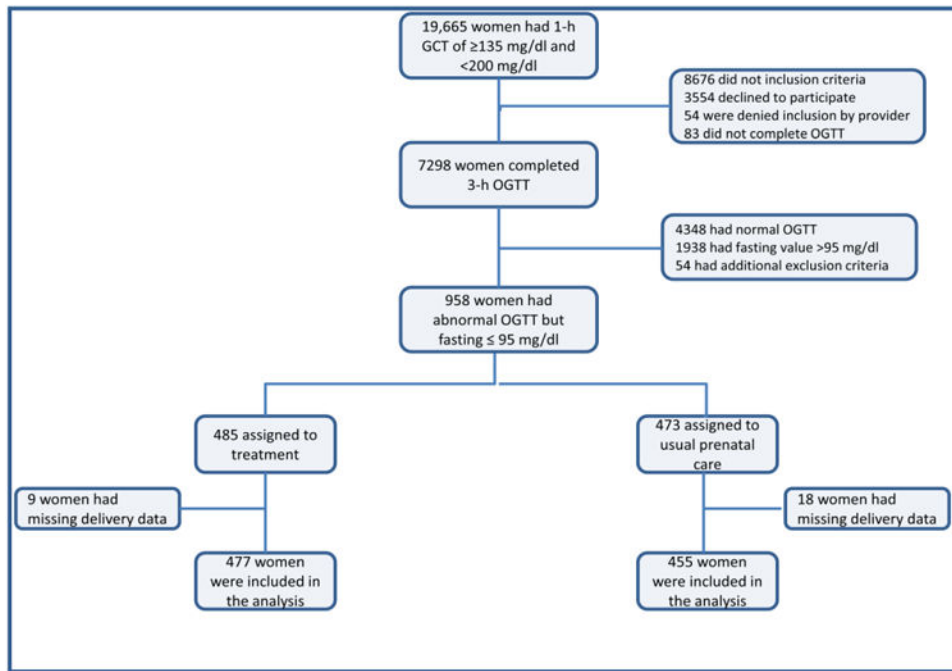 19,665 women had 1-h
GCT of ≥135 mg/dl and
<200 mg/dl
8676 did not inclusion criteria
3554 declined to participate
54 were denied inclusion by provider
83 did not complete OGTT
7298 women completed
3-h OGTT
4348 had normal OGTT
1938 had fasting value >95 mg/dl
54 had additional exclusion criteria
958 women had
abnormal OGTT but
fasting ≤ 95 mg/dl
485 assigned to
treatment
473 assigned to
usual prenatal
care
9 women had
missing delivery data
18 women had
missing delivery data
477 women
were included in
the analysis
455 women
were included in
the analysis